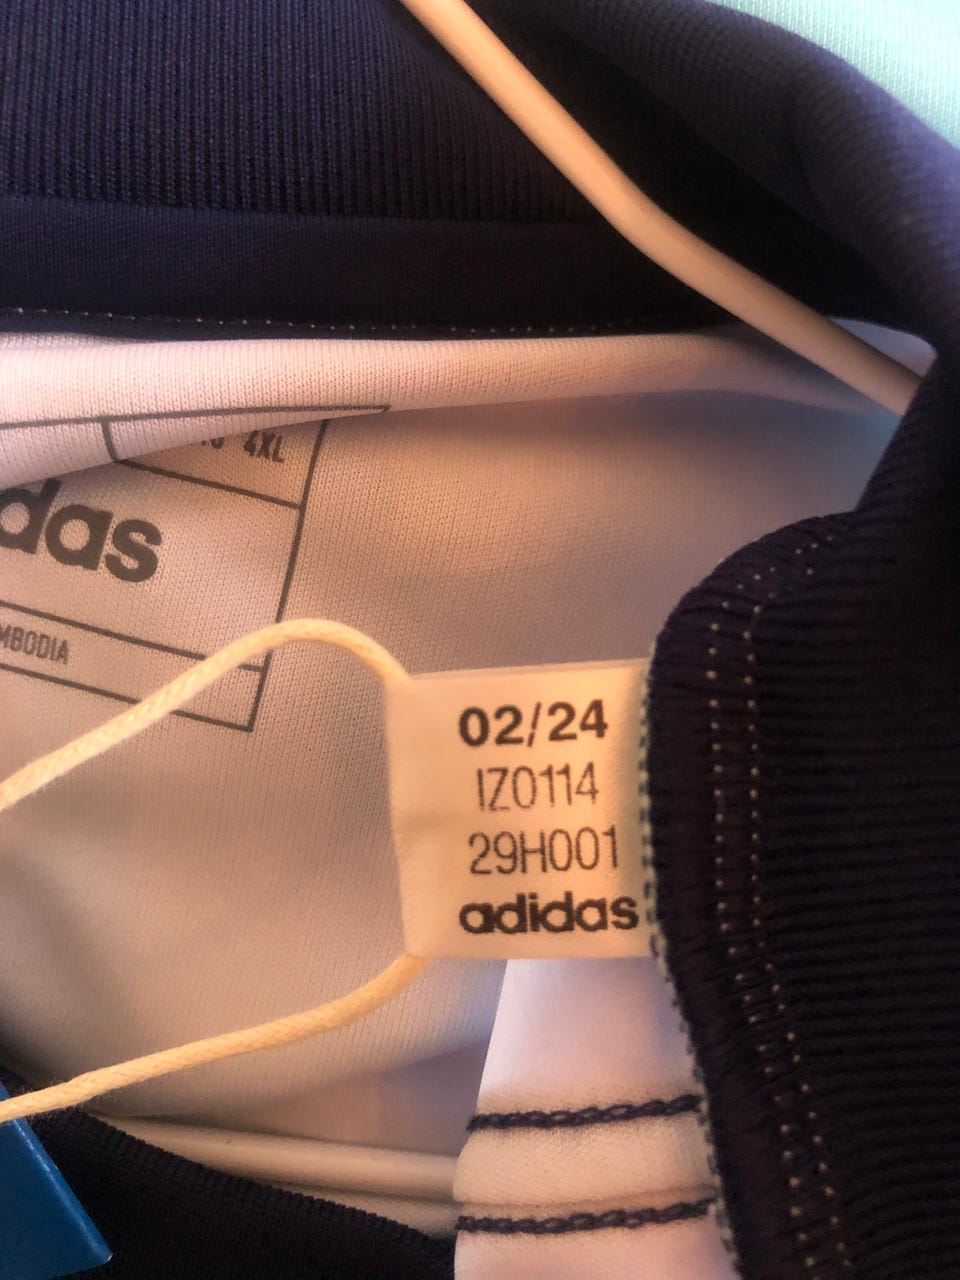 4XL
das
MBODIA
02/24
IZ0114
29H001
adidas